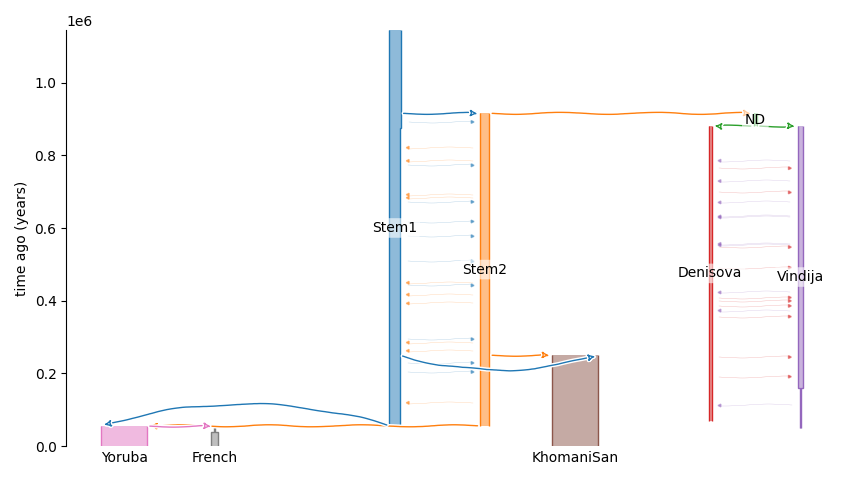 1e6
1.0
0.8
0.6
0.4
0.2
0.0
time ago (years)
ND
Stem1
Stem2
Denisova
Vindija
Yoruba
French
KhomaniSan